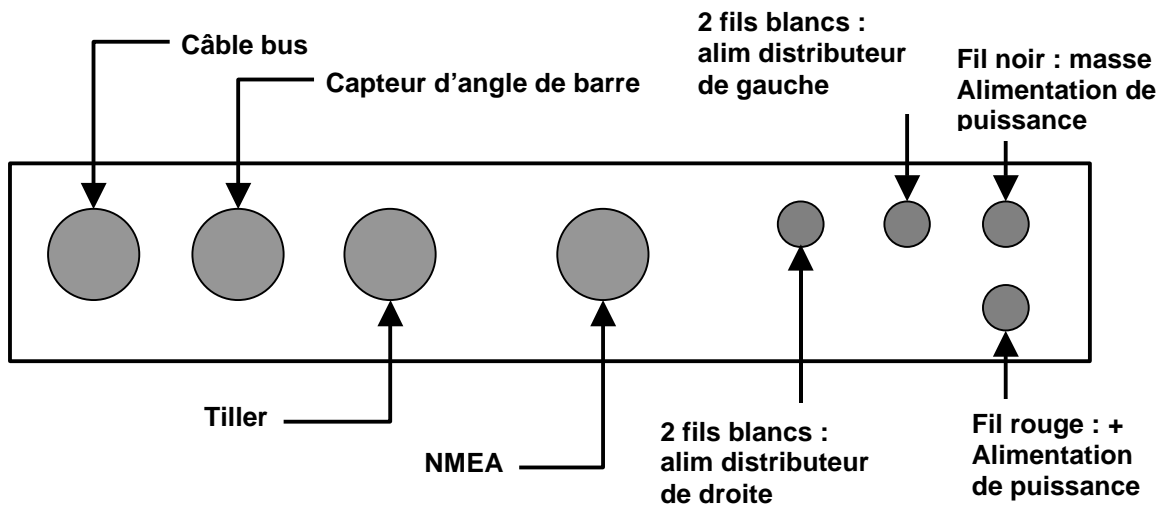 Câble bus
Capteur d'angle de barre
2 fils blancs :
alim distributeur
de gauche
Fil noir : masse
Alimentation de
puissance
Tiller
NMEA
2 fils blancs :
alim distributeur
de droite
Fil rouge : +
Alimentation
de puissance